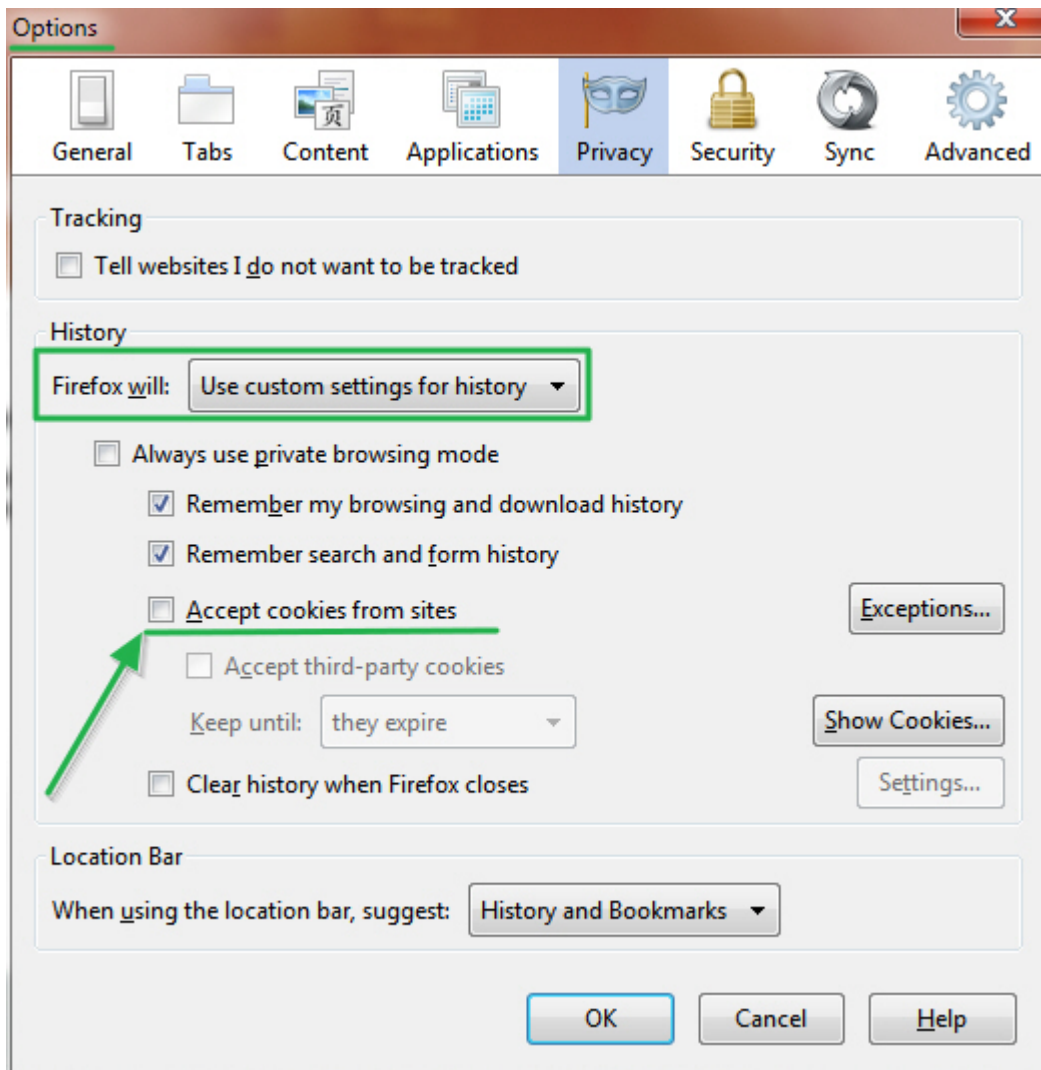 Options
X
页
General Tabs Content Applications Privacy Security Sync Advanced
Tracking
Tell websites I do not want to be tracked
History
Firefox will: Use custom settings for history
Always use private browsing mode
Remember my browsing and download history
Remember search and form history
Accept cookies from sites Exceptions...
Accept third-party cookies
Keep until: they expire Show Cookies...
Clear history when Firefox closes Settings...
Location Bar
When using the location bar, suggest: History and Bookmarks
OK Cancel Help